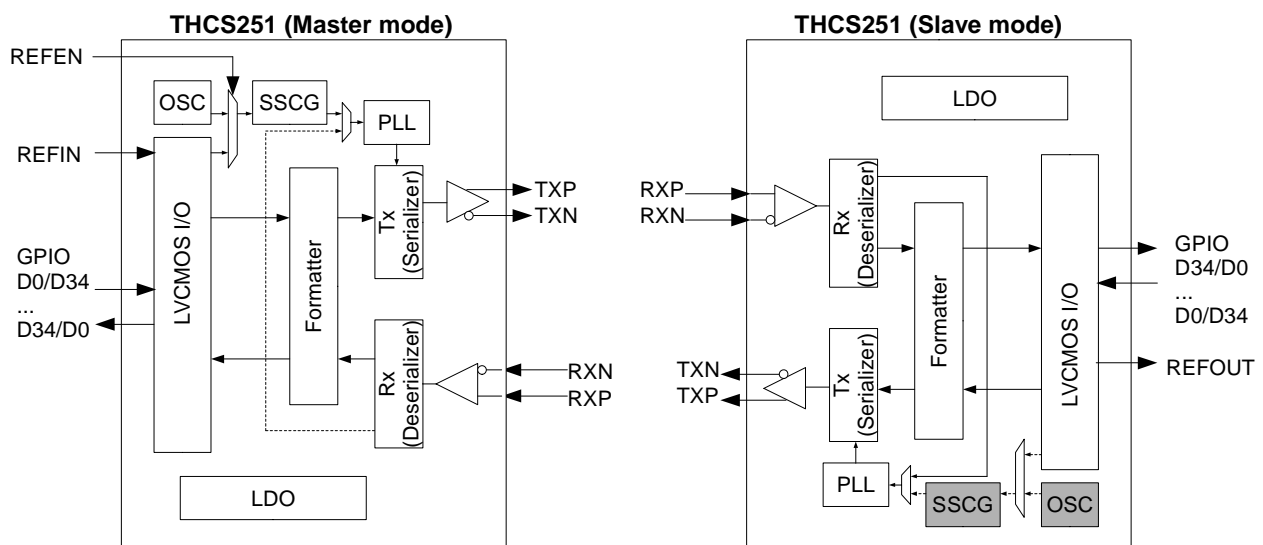 THCS251 (Master mode)
REFEN
OSC
SSCG
PLL
REFIN
LVCMOS I/O
Formatter
Tx
(Serializer)
TXP
TXN
GPIO
D0/D34
...
D34/D0
Rx
(Deserializer)
RXN
RXP
LDO
THCS251 (Slave mode)
LDO
RXP
RXN
Rx
(Deserializer)
Formatter
LVCMOS I/O
GPIO
D34/D0
...
D0/D34
TXN
TXP
Tx
(Serializer)
REFOUT
PLL
SSCG
OSC